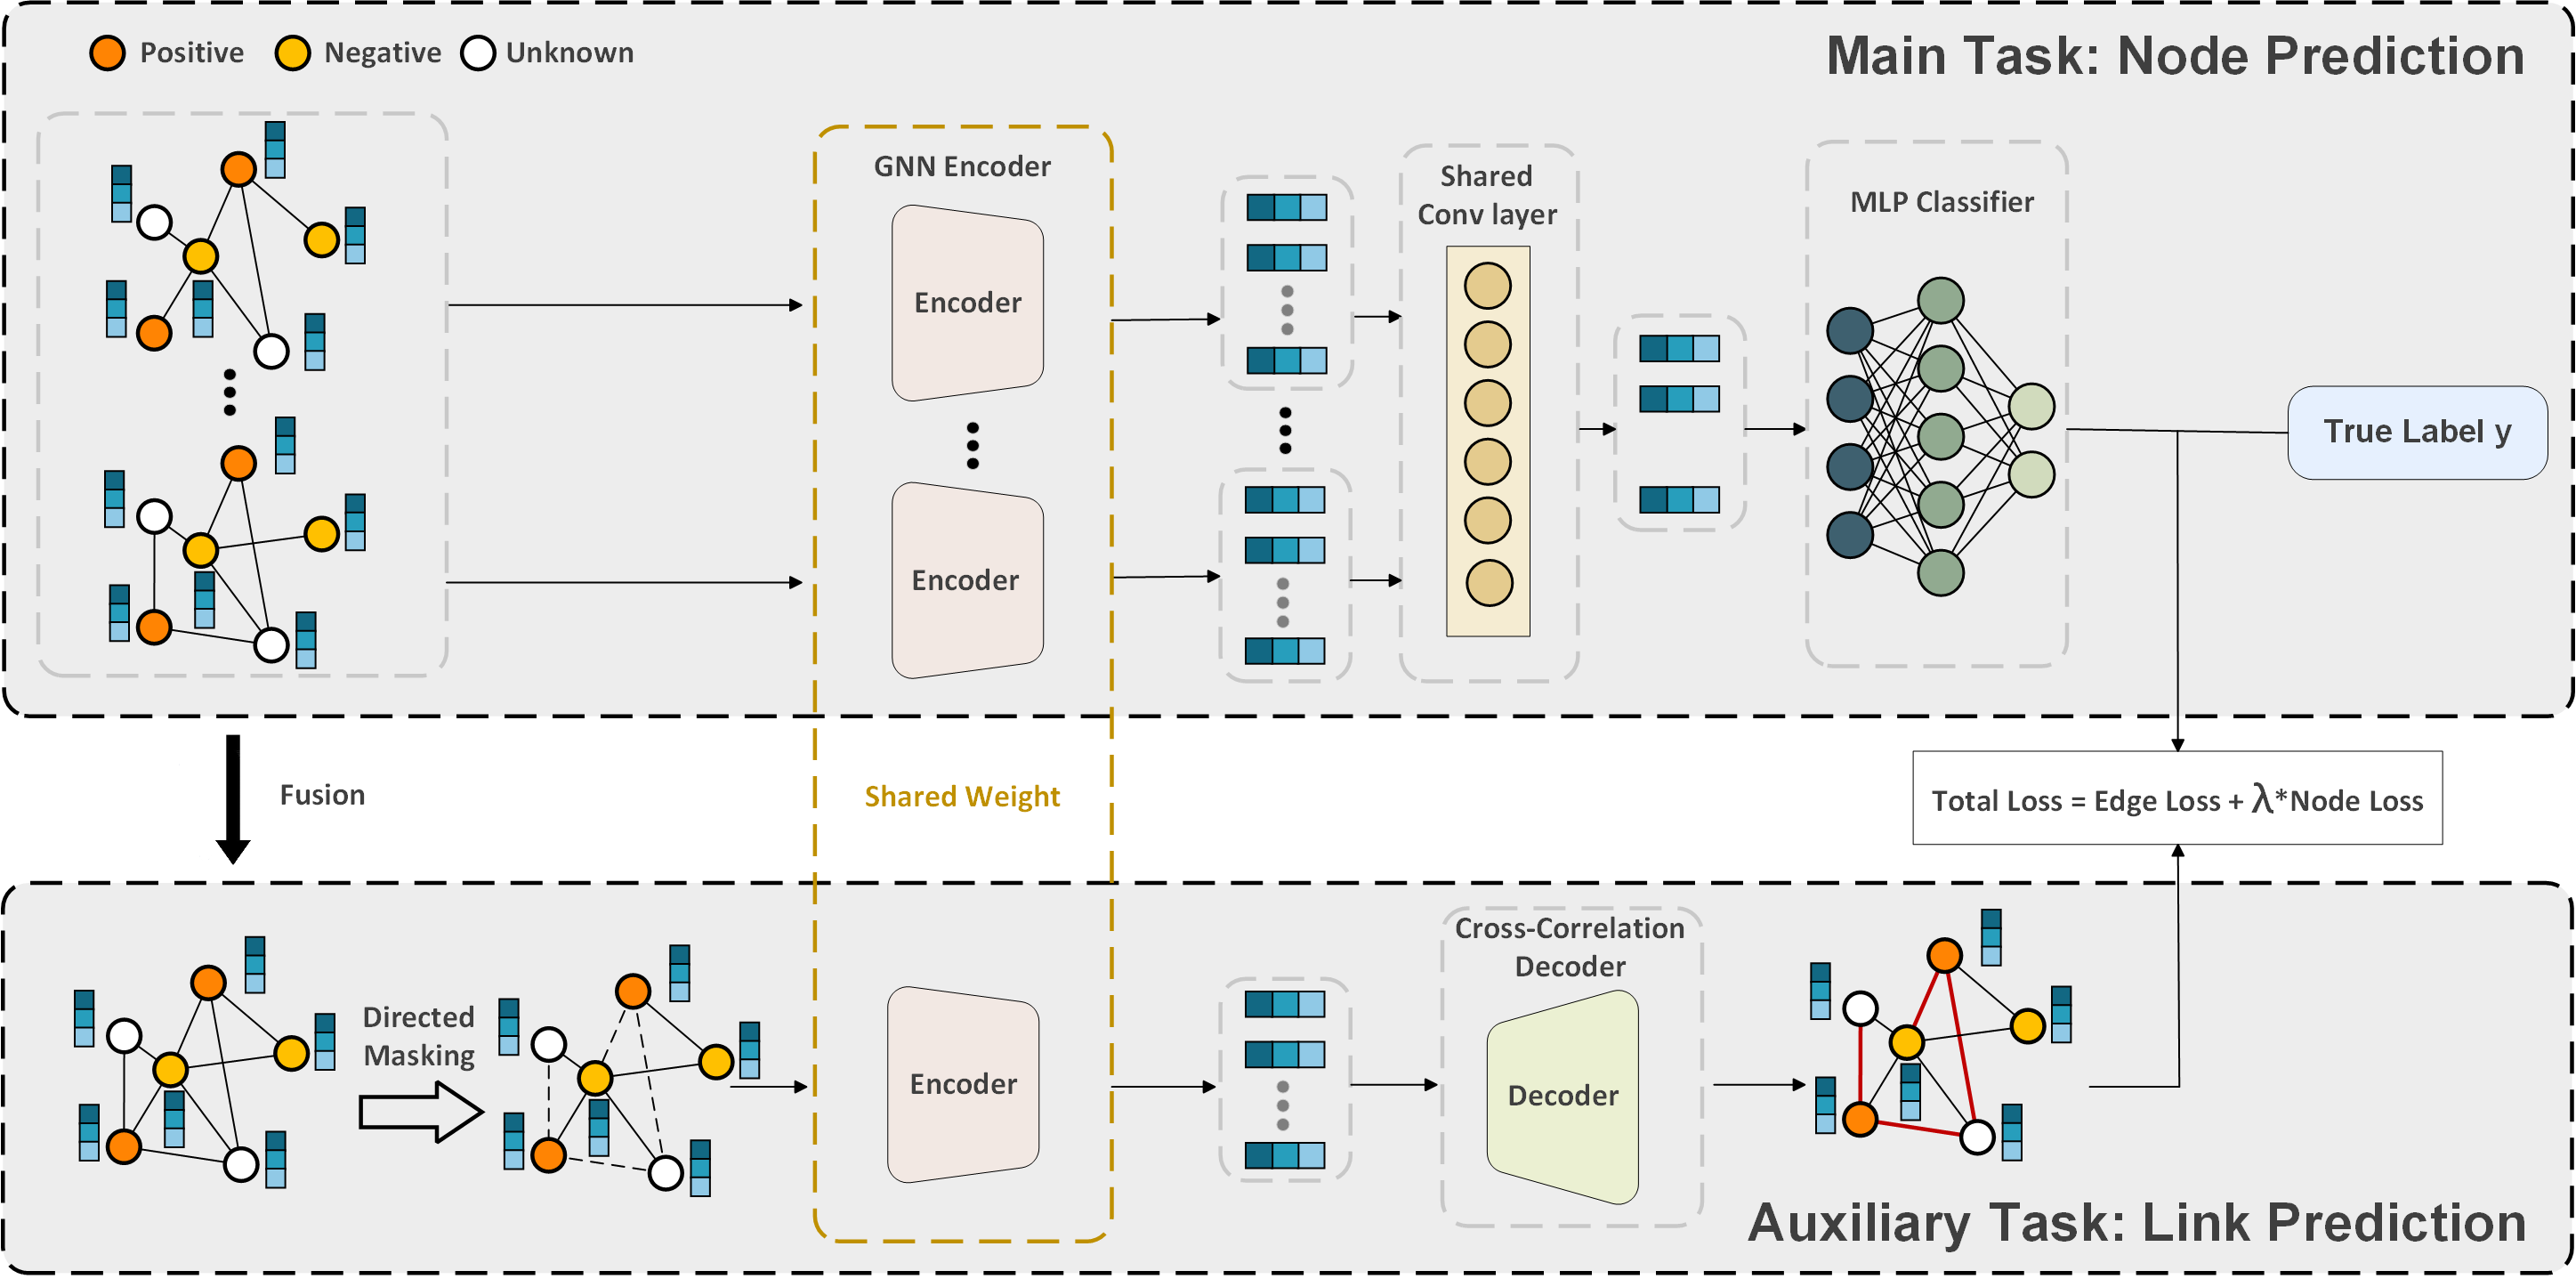 Positive
Negative
Unknown
Main Task: Node Prediction
GNN Encoder
Encoder
Encoder
Shared
Conv layer
MLP Classifier
True Label y
Fusion
Shared Weight
Total Loss = Edge Loss + λ*Node Loss
Directed
Masking
Encoder
Cross-Correlation
Decoder
Decoder
Auxiliary Task: Link Prediction